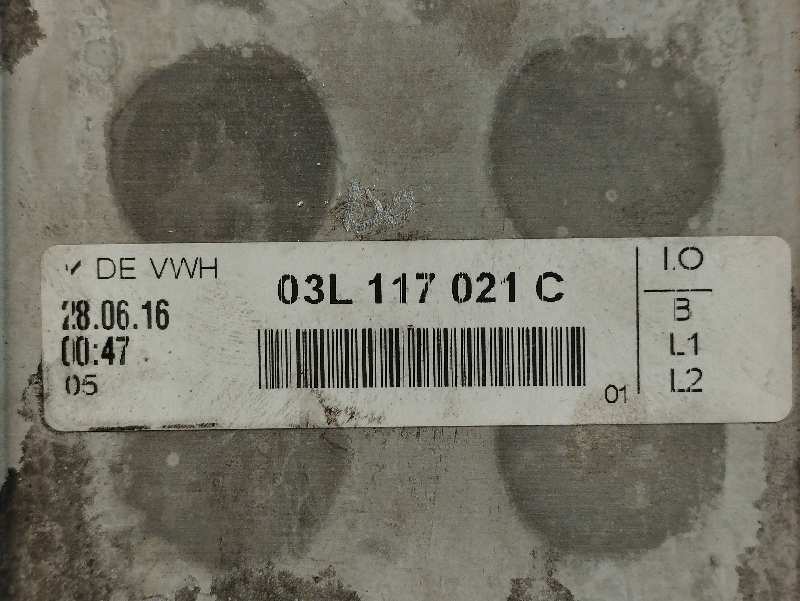 DE VWH
28.06.16
00:47
05
03L 117 021 C
01
I.O
B
L1
L2